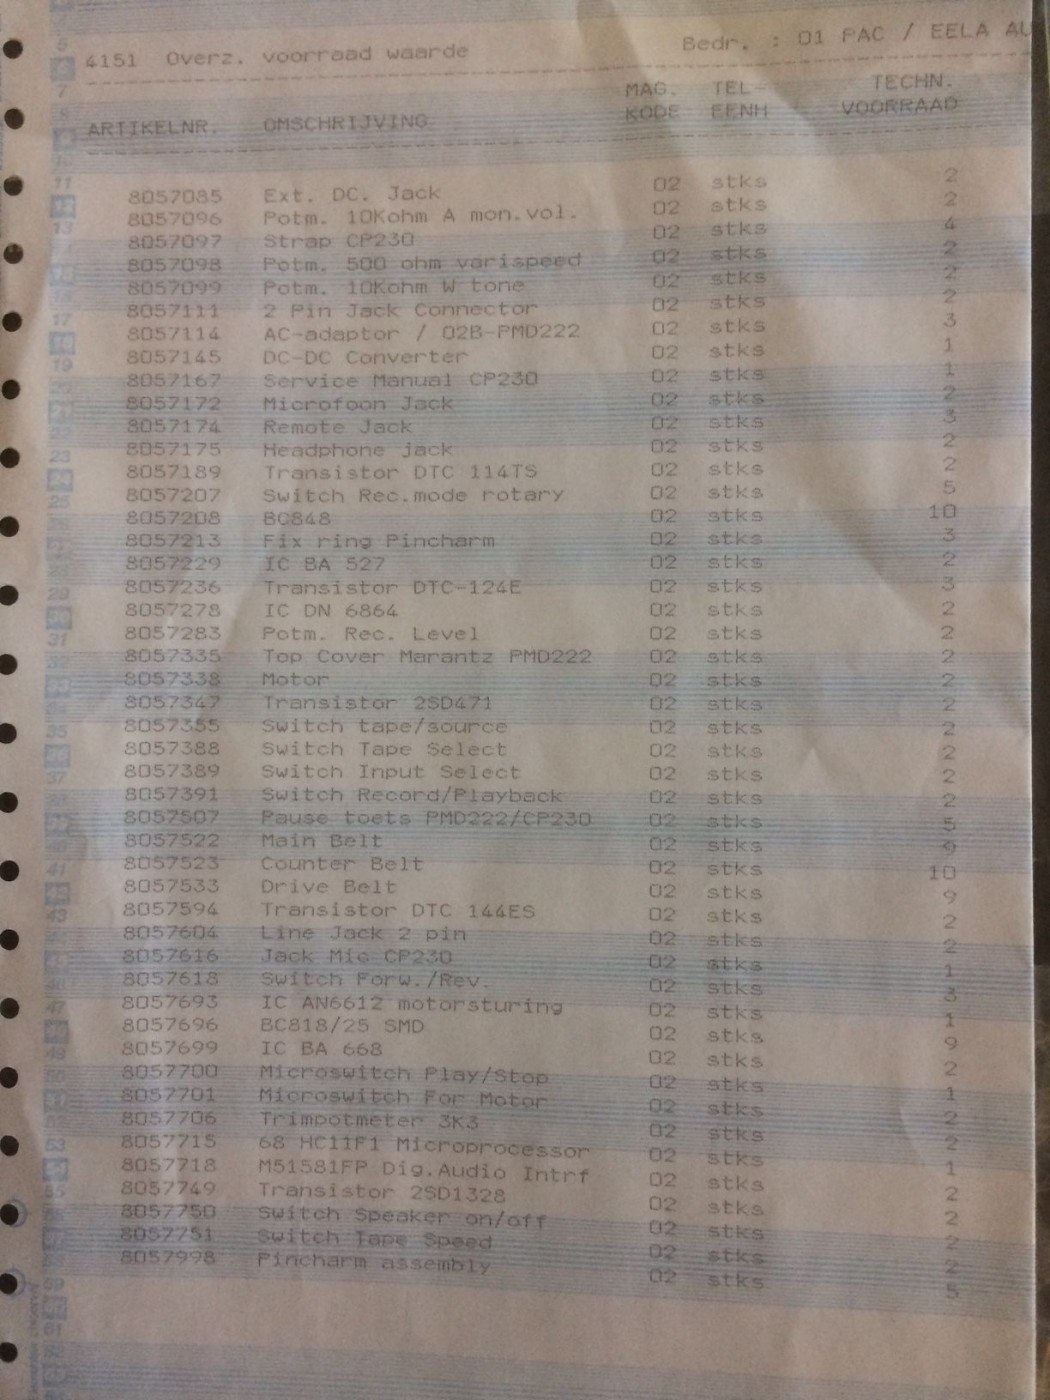 4151 Overz. voorraad waarde Bedr. : 01 PAC / EELA AU
MAG. TEL- TECHN.
ARTIKELNR. OMSCHRIJVING KODE EENH VOORRAAD
8057085 Ext. DC. Jack 02 stks 2
8057096 Potm. 10Kohm A mon.vol. 02 stks 2
8057097 Strap CP230 02 stks 4
8057098 Potm. 500 ohm varispeed 02 stks 2
8057099 Potm. 10Kohm W tone 02 stks 2
8057111 2 Pin Jack Connector 02 stks 2
8057114 AC-adaptor / 02B-PMD222 02 stks 3
8057145 DC-DC Converter 02 stks 1
8057167 Service Manual CP230 02 stks 1
8057172 Microfoon Jack 02 stks 2
8057174 Remote Jack 02 stks 3
8057175 Headphone jack 02 stks 2
8057189 Transistor DTC 114TS 02 stks 2
8057207 Switch Rec.mode rotary 02 stks 5
8057208 BC848 02 stks 10
8057213 Fix ring Pincharm 02 stks 3
8057229 IC BA 527 02 stks 2
8057236 Transistor DTC-124E 02 stks 3
8057278 IC DN 6864 02 stks 2
8057283 Potm. Rec. Level 02 stks 2
8057335 Top Cover Marantz PMD222 02 stks 2
8057338 Motor 02 stks 2
8057347 Transistor 2SD471 02 stks 2
8057355 Switch tape/source 02 stks 2
8057388 Switch Tape Select 02 stks 2
8057389 Switch Input Select 02 stks 2
8057391 Switch Record/Playback 02 stks 2
8057507 Pause toets PMD222/CP230 02 stks 5
8057522 Main Belt 02 stks 9
8057523 Counter Belt 02 stks 10
8057533 Drive Belt 02 stks 9
8057594 Transistor DTC 144ES 02 stks 2
8057604 Line Jack 2 pin 02 stks 2
8057616 Jack Mic CP230 02 stks 1
8057618 Switch Forw./Rev. 02 stks 3
8057693 IC AN6612 motorsturing 02 stks 1
8057696 BC818/25 SMD 02 stks 9
8057699 IC BA 668 02 stks 2
8057700 Microswitch Play/Stop 02 stks 1
8057701 Microswitch For Motor 02 stks 2
8057706 Trimpotmeter 3K3 02 stks 2
8057715 68 HC11F1 Microprocessor 02 stks 1
8057718 M51581FP Dig.Audio Intrf 02 stks 2
8057749 Transistor 2SD1328 02 stks 2
8057750 Switch Speaker on/off 02 stks 2
8057751 Switch Tape Speed 02 stks 2
8057998 Pincharm assembly 02 stks 5